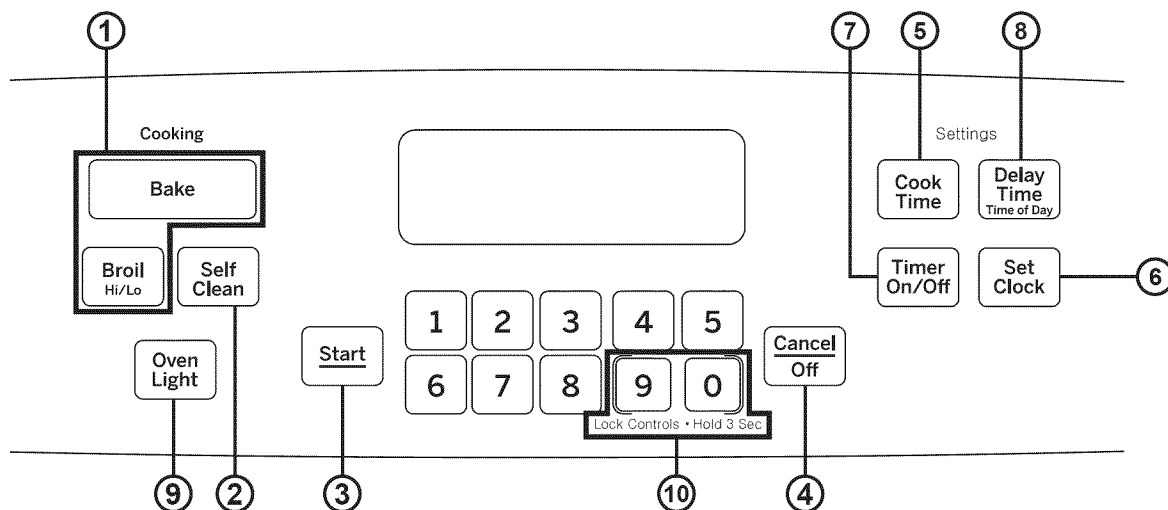 1
7
5
8
Cooking
Settings
Bake
Cook
Time
Delay
Time
Time of Day
Broil
Hi/Lo
Self
Clean
Timer
On/Off
Set
Clock
6
1 2 3 4 5
Oven
Light
Start
Cancel
Off
6 7 8 9 0
Lock Controls • Hold 3 Sec
9
2
3
10
4